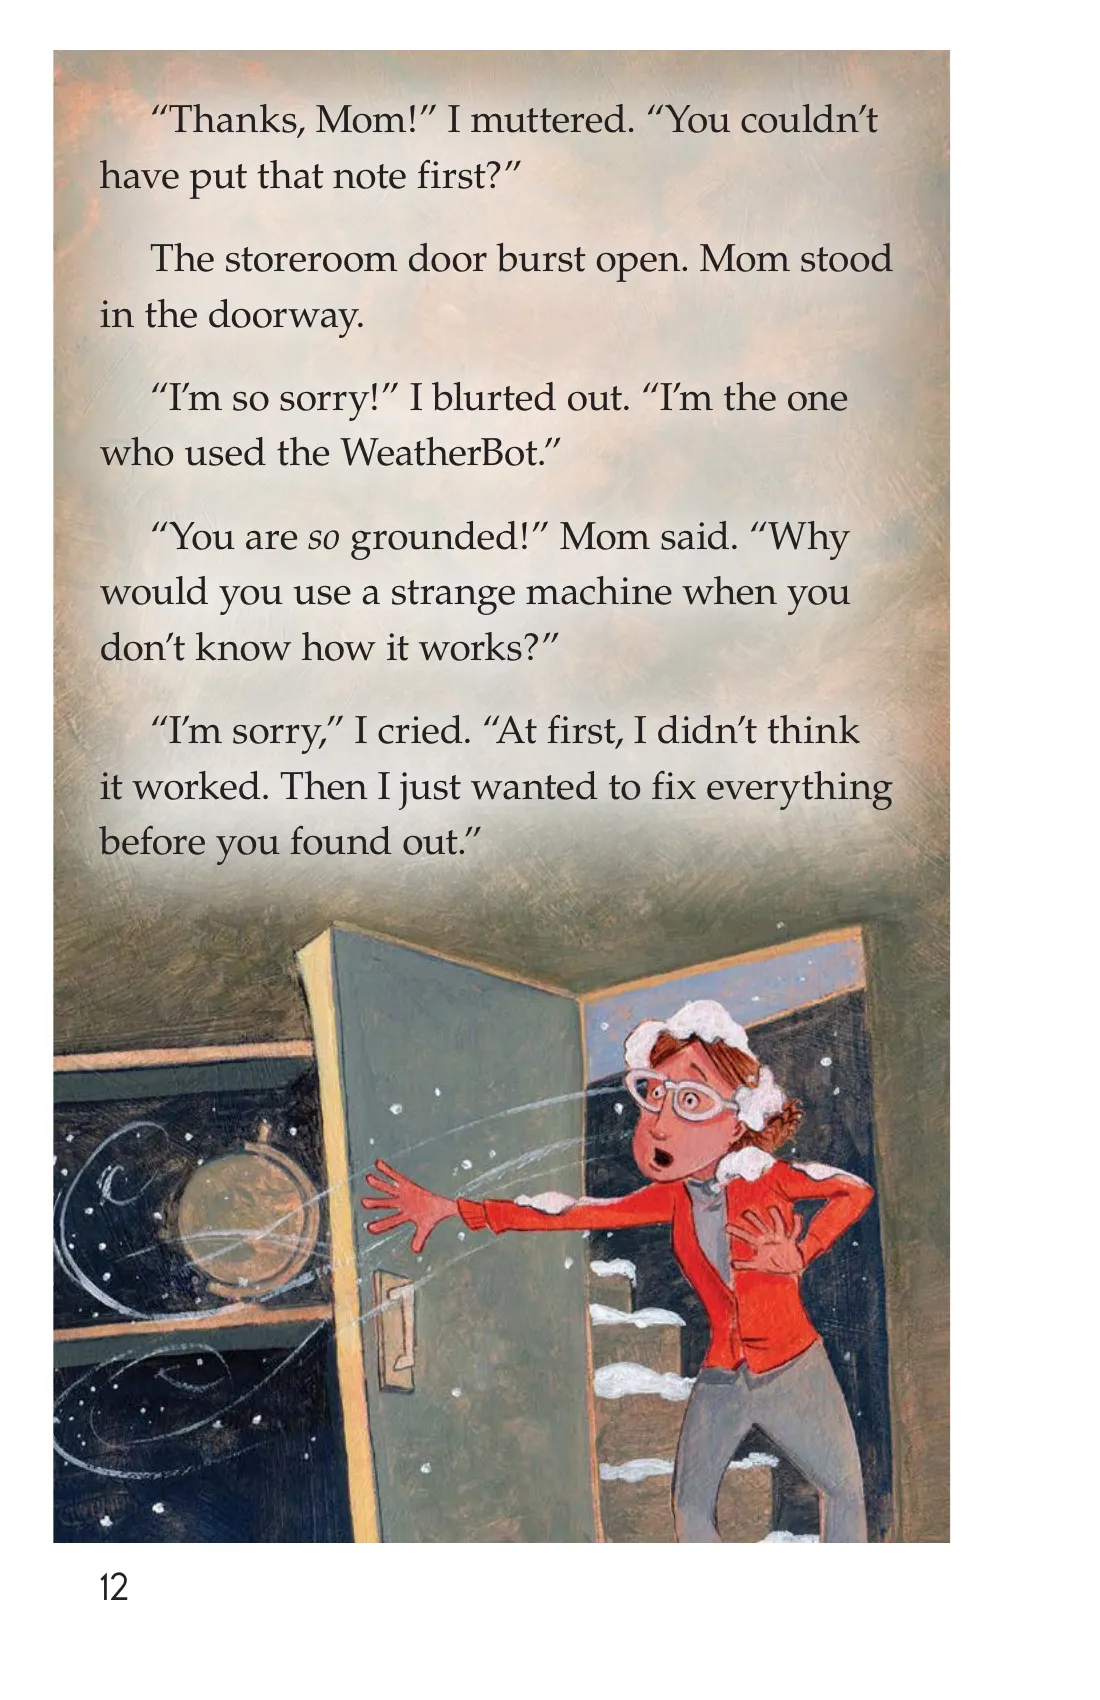 “Thanks, Mom!” I muttered. “You couldn’t
have put that note first?”
The storeroom door burst open. Mom stood
in the doorway.
“I’m so sorry!” I blurted out. “I’m the one
who used the WeatherBot.”
“You are so grounded!” Mom said. “Why
would you use a strange machine when you
don’t know how it works?”
“I’m sorry,” I cried. “At first, I didn’t think
it worked. Then I just wanted to fix everything
before you found out.”
12